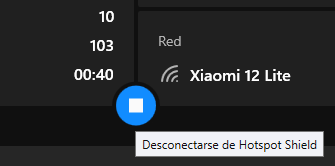 10
103
00:40
Red
Xiaomi 12 Lite
Desconectarse de Hotspot Shield